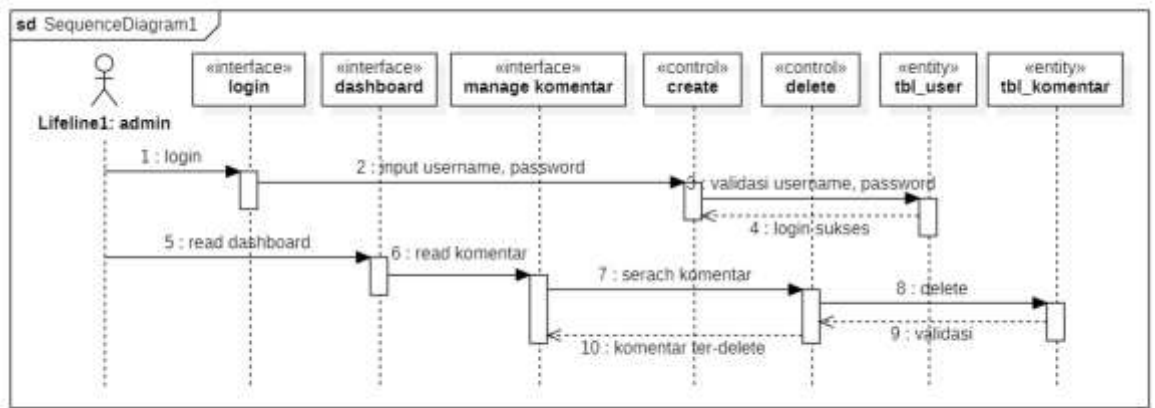 sd SequenceDiagram1
«interface» «interface» «interface» «control» «control» «entity» «entity»
login dashboard manage komentar create delete tbl_user tbl_komentar
Lifeline1: admin
1 : login
2 : input username, password
3 : validasi username, password
4 : login sukses
5 : read dashboard
6 : read komentar
7 : serach komentar
8 : delete
9 : validasi
10 : komentar ter-delete